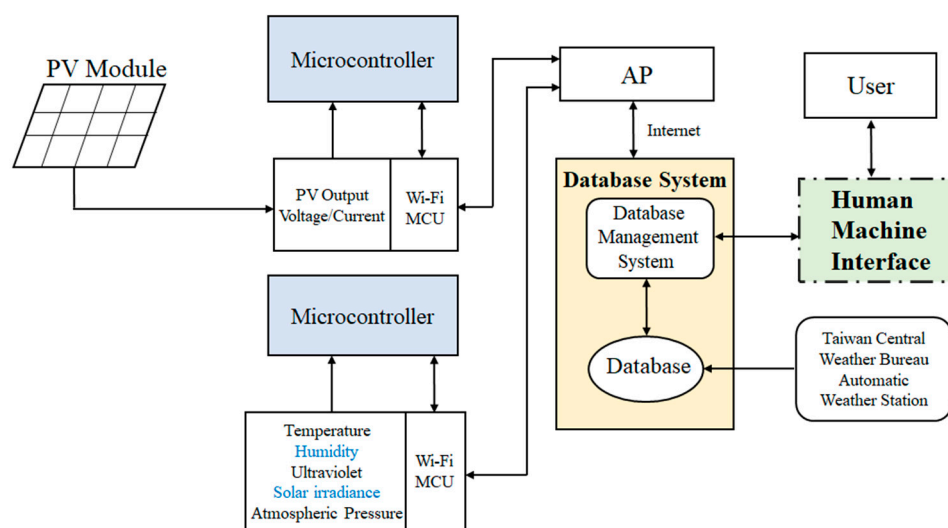 PV Module
Microcontroller
PV Output
Voltage/Current
Wi-Fi
MCU
AP
Internet
User
Database System
Database
Management
System
Database
Human
Machine
Interface
Taiwan Central
Weather Bureau
Automatic
Weather Station
Microcontroller
Temperature
Humidity
Ultraviolet
Solar irradiance
Atmospheric Pressure
Wi-Fi
MCU